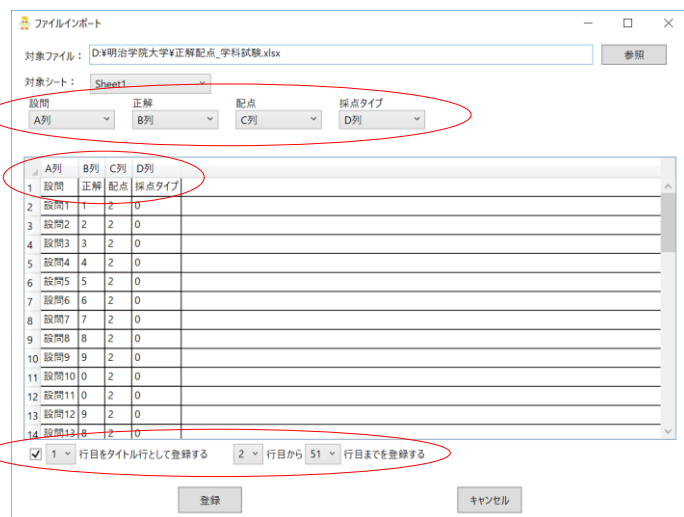 ファイルインポート
対象ファイル： D:¥明治学院大学¥正解配点_学科試験.xlsx 参照
対象シート： Sheet1
設問 正解 配点 採点タイプ
A列 B列 C列 D列
A列 B列 C列 D列
1 設問 正解 配点 採点タイプ
2 設問1 1 2 0
3 設問2 2 2 0
4 設問3 3 2 0
5 設問4 4 2 0
6 設問5 5 2 0
7 設問6 6 2 0
8 設問7 7 2 0
9 設問8 8 2 0
10 設問9 9 2 0
11 設問10 0 2 0
12 設問11 0 2 0
13 設問12 9 2 0
14 設問13 8 2 0
1 行目をタイトル行として登録する 2 行目から 51 行目までを登録する
登録 キャンセル